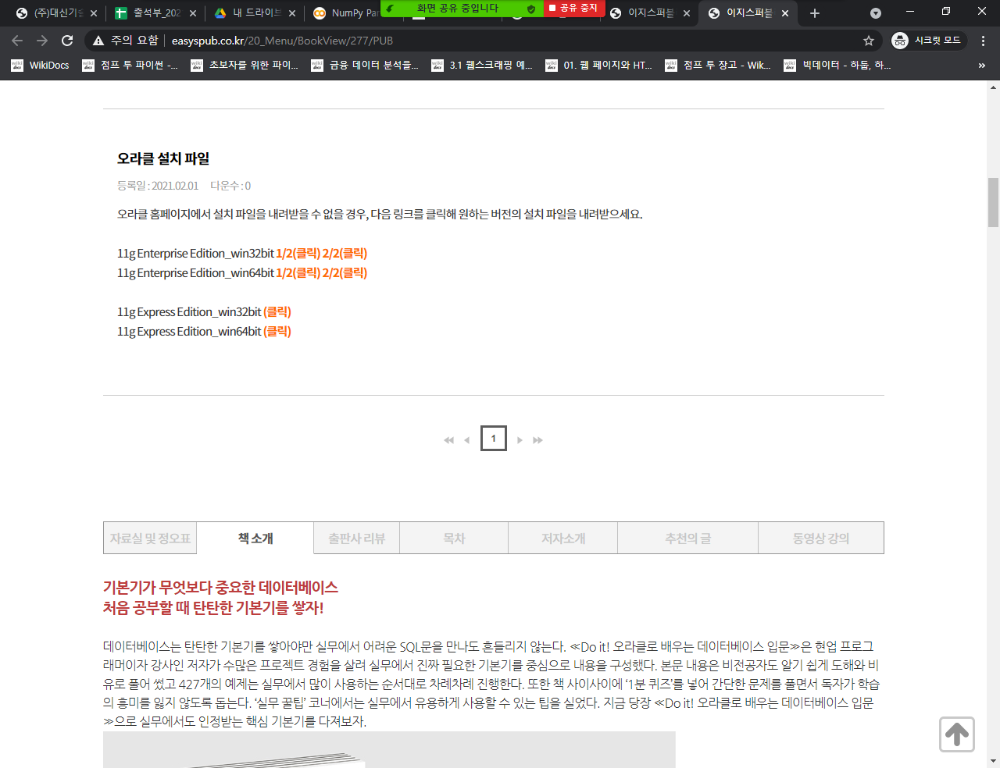 (주)대신기술
출석부_202
내 드라이브
NumPy Par
화면 공유 중입니다
공유 중지
이지스퍼블
이지스퍼블
주의 요함
easyspub.co.kr/20_Menu/BookView/277/PUB
시크릿 모드
WikiDocs
점프 투 파이썬 -...
초보자를 위한 파이...
금융 데이터 분석을...
3.1 웹스크래핑 예...
01. 웹 페이지와 HT...
점프 투 장고 - Wik...
빅데이터 - 하둡, 하...
오라클 설치 파일
등록일 : 2021.02.01 다운수 : 0
오라클 홈페이지에서 설치 파일을 내려받을 수 없을 경우, 다음 링크를 클릭해 원하는 버전의 설치 파일을 내려받으세요.
11g Enterprise Edition_win32bit 1/2(클릭) 2/2(클릭)
11g Enterprise Edition_win64bit 1/2(클릭) 2/2(클릭)
11g Express Edition_win32bit (클릭)
11g Express Edition_win64bit (클릭)
1
자료실 및 정오표
책 소개
출판사 리뷰
목차
저자소개
추천의 글
동영상 강의
기본기가 무엇보다 중요한 데이터베이스
처음 공부할 때 탄탄한 기본기를 쌓자!
데이터베이스는 탄탄한 기본기를 쌓아야만 실무에서 어려운 SQL문을 만나도 흔들리지 않는다. ≪Do it! 오라클로 배우는 데이터베이스 입문≫은 현업 프로그
래머이자 강사인 저자가 수많은 프로젝트 경험을 살려 실무에서 진짜 필요한 기본기를 중심으로 내용을 구성했다. 본문 내용은 비전공자도 알기 쉽게 도해와 비
유로 풀어 썼고 427개의 예제는 실무에서 많이 사용하는 순서대로 차례차례 진행한다. 또한 책 사이사이에 ‘1분 퀴즈’를 넣어 간단한 문제를 풀면서 독자가 학습
의 흥미를 잃지 않도록 돕는다. ‘실무 꿀팁’ 코너에서는 실무에서 유용하게 사용할 수 있는 팁을 실었다. 지금 당장 ≪Do it! 오라클로 배우는 데이터베이스 입문
≫으로 실무에서도 인정받는 핵심 기본기를 다져보자.